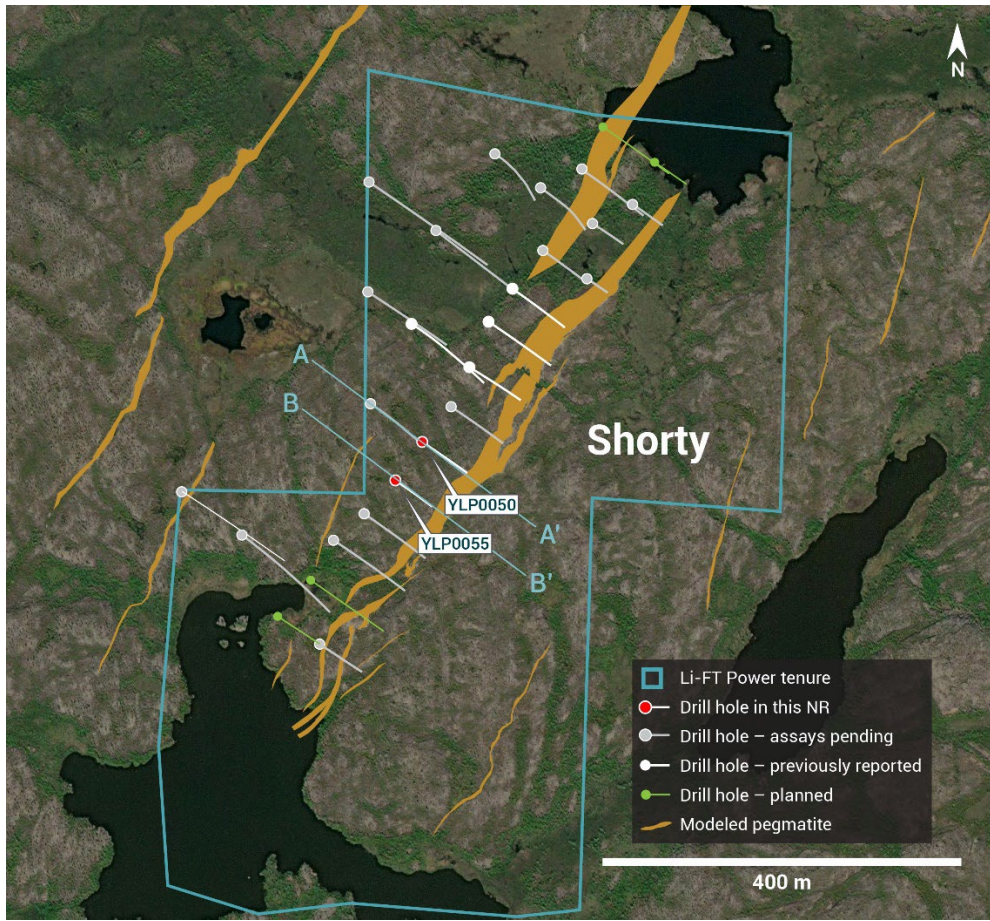 N
A
B
Shorty
YLP0050
YLP0055
A'
B'
Li-FT Power tenure
Drill hole in this NR
Drill hole – assays pending
Drill hole – previously reported
Drill hole – planned
Modeled pegmatite
400 m